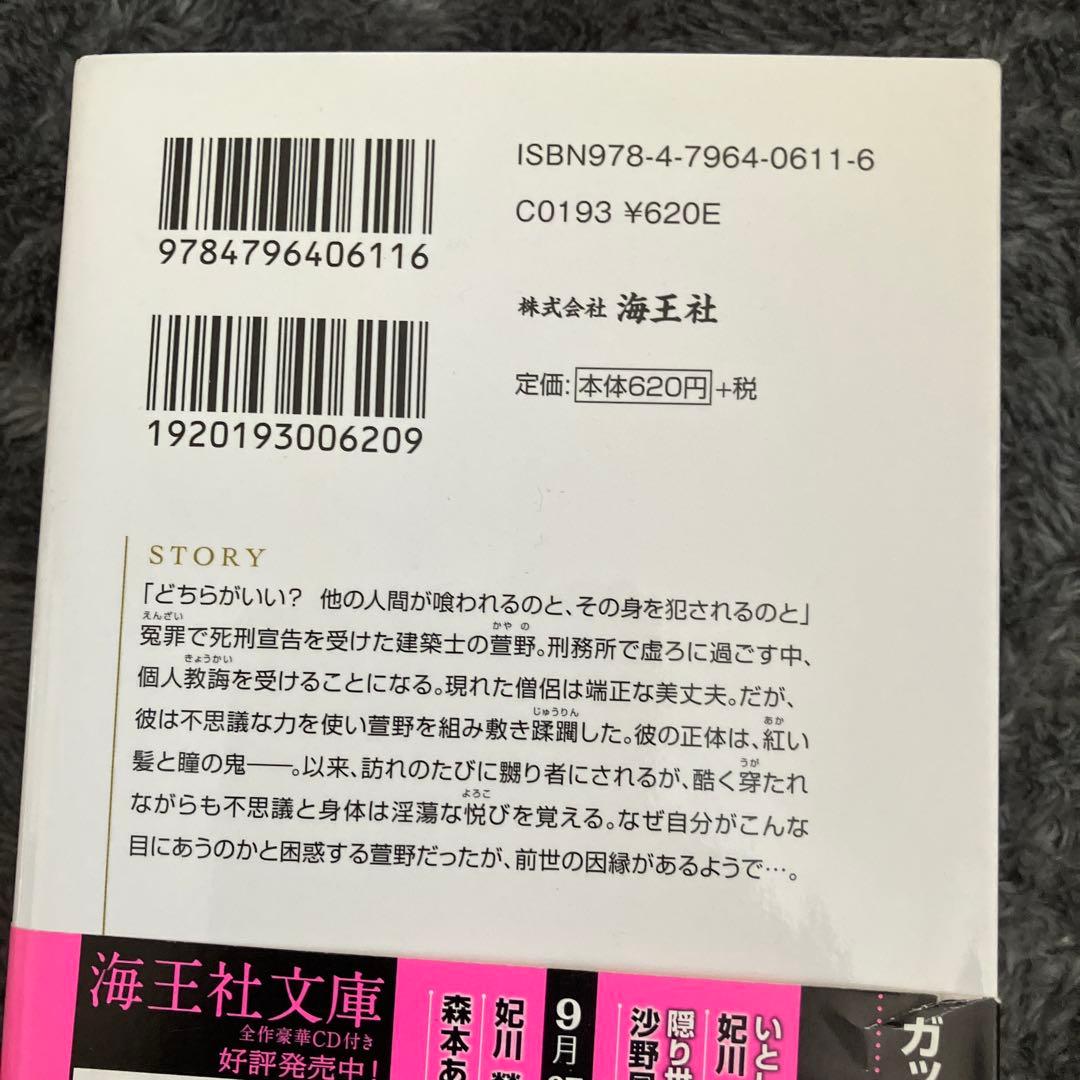 ISBN978-4-7964-0611-6
C0193 ¥620E
9784796406116
株式会社 海王社
定価: 本体620円+税
1920193006209
STORY
「どちらがいい? 他の人間が喰われるのと、その身を犯されるのと」
えんざい かや の
冤罪で死刑宣告を受けた建築士の萱野。刑務所で虚ろに過ごす中、
きょうかい
個人教誨を受けることになる。現れた僧侶は端正な美丈夫。だが、
じゅうりん あか
彼は不思議な力を使い萱野を組み敷き蹂躙した。彼の正体は、紅い
うが
髪と瞳の鬼――。以来、訪れのたびに嬲り者にされるが、酷く穿たれ
よろこ
ながらも不思議と身体は淫蕩な悦びを覚える。なぜ自分がこんな
目にあうのかと困惑する萱野だったが、前世の因縁があるようで…。
海王社文庫
全作豪華CD付き
好評発売中!
ガッ
いとし
妃川
隠り世
沙野風
9月
妃川 螢
森本あ